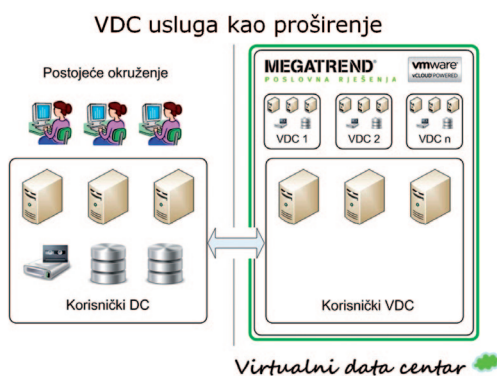 VDC usluga kao proširenje
Postojeće okruženje
MEGATREND®
POSLOVNA RJEŠENJA
vmware
vCLOUD POWERED
VDC 1
VDC 2
VDC n
Korisnički DC
Korisnički VDC
Virtualni data centar